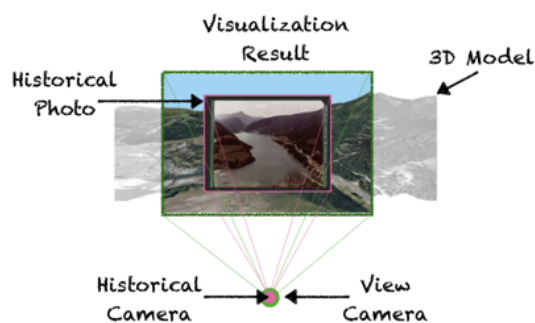 Visualization
Result
3D Model
Historical
Photo
Historical
Camera
View
Camera